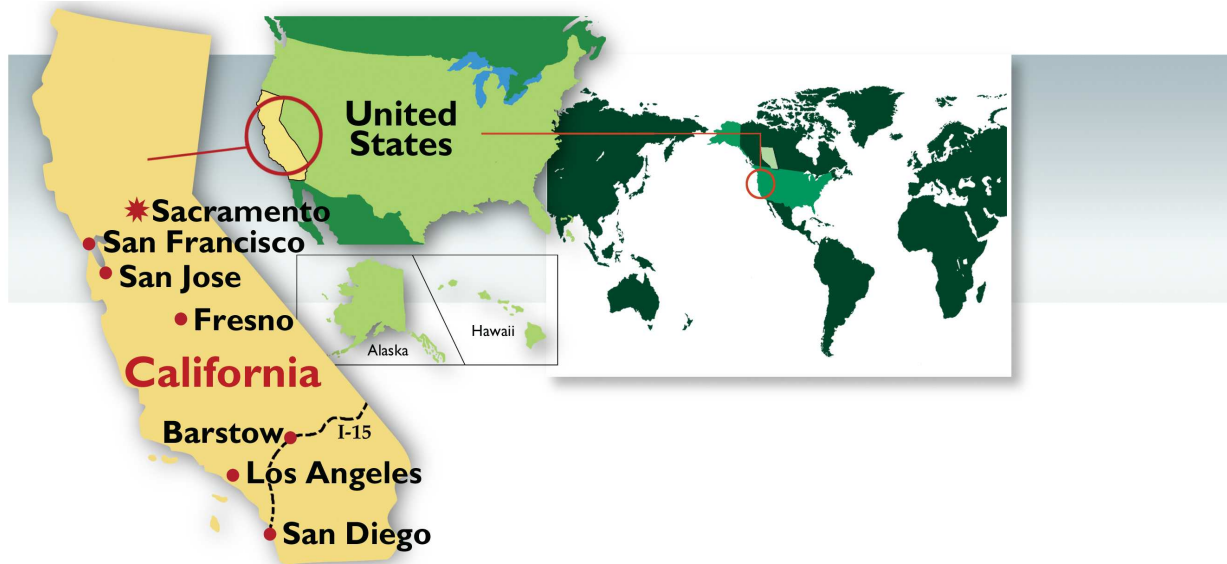 United
States
Sacramento
San Francisco
San Jose
Fresno
Alaska
Hawaii
California
Barstow
I-15
Los Angeles
San Diego